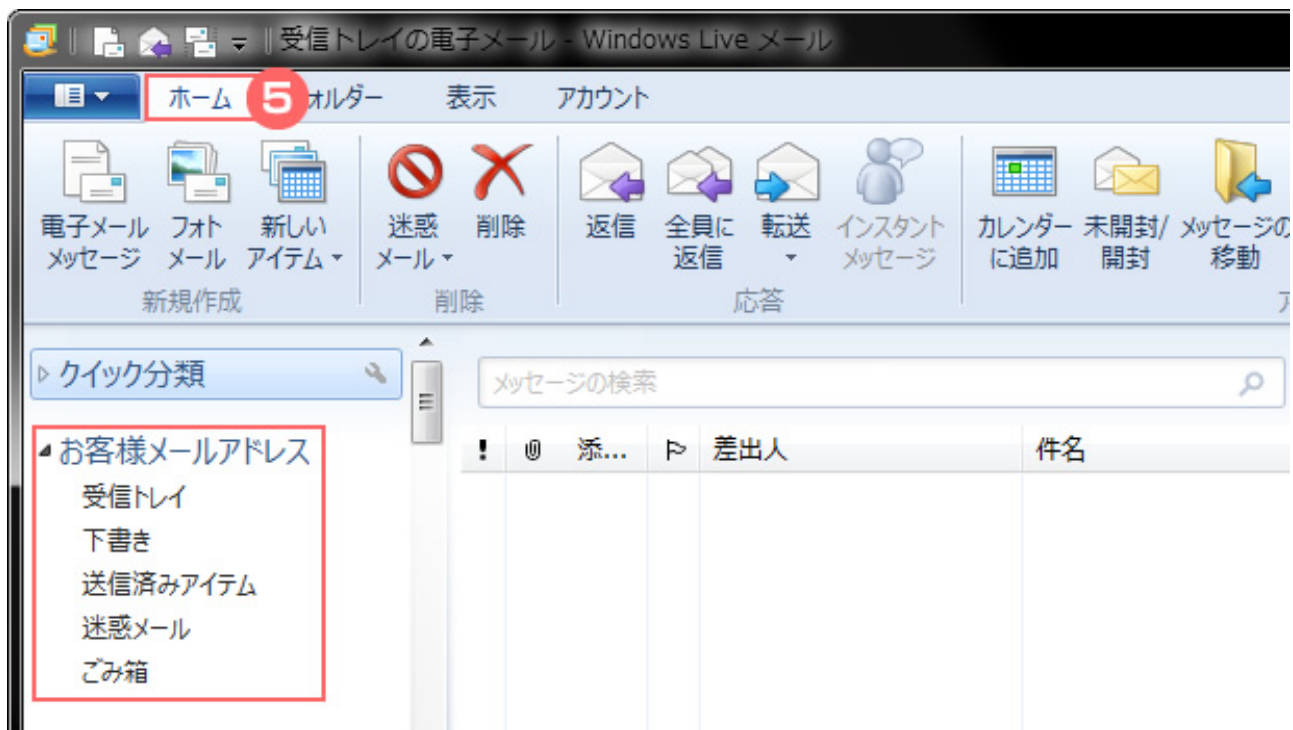 受信トレイの電子メール - Windows Live メール
ホーム 5 ォルダー 表示 アカウント
電子メール フォト 新しい 迷惑 削除 返信 全員に 転送 インスタント カレンダー 未開封/ メッセージの
メッセージ メール アイテム メール 返信 メッセージ に追加 開封 移動
新規作成 削除 応答 ア
クイック分類
メッセージの検索
お客様メールアドレス
! 添... 差出人 件名
受信トレイ
下書き
送信済みアイテム
迷惑メール
ごみ箱